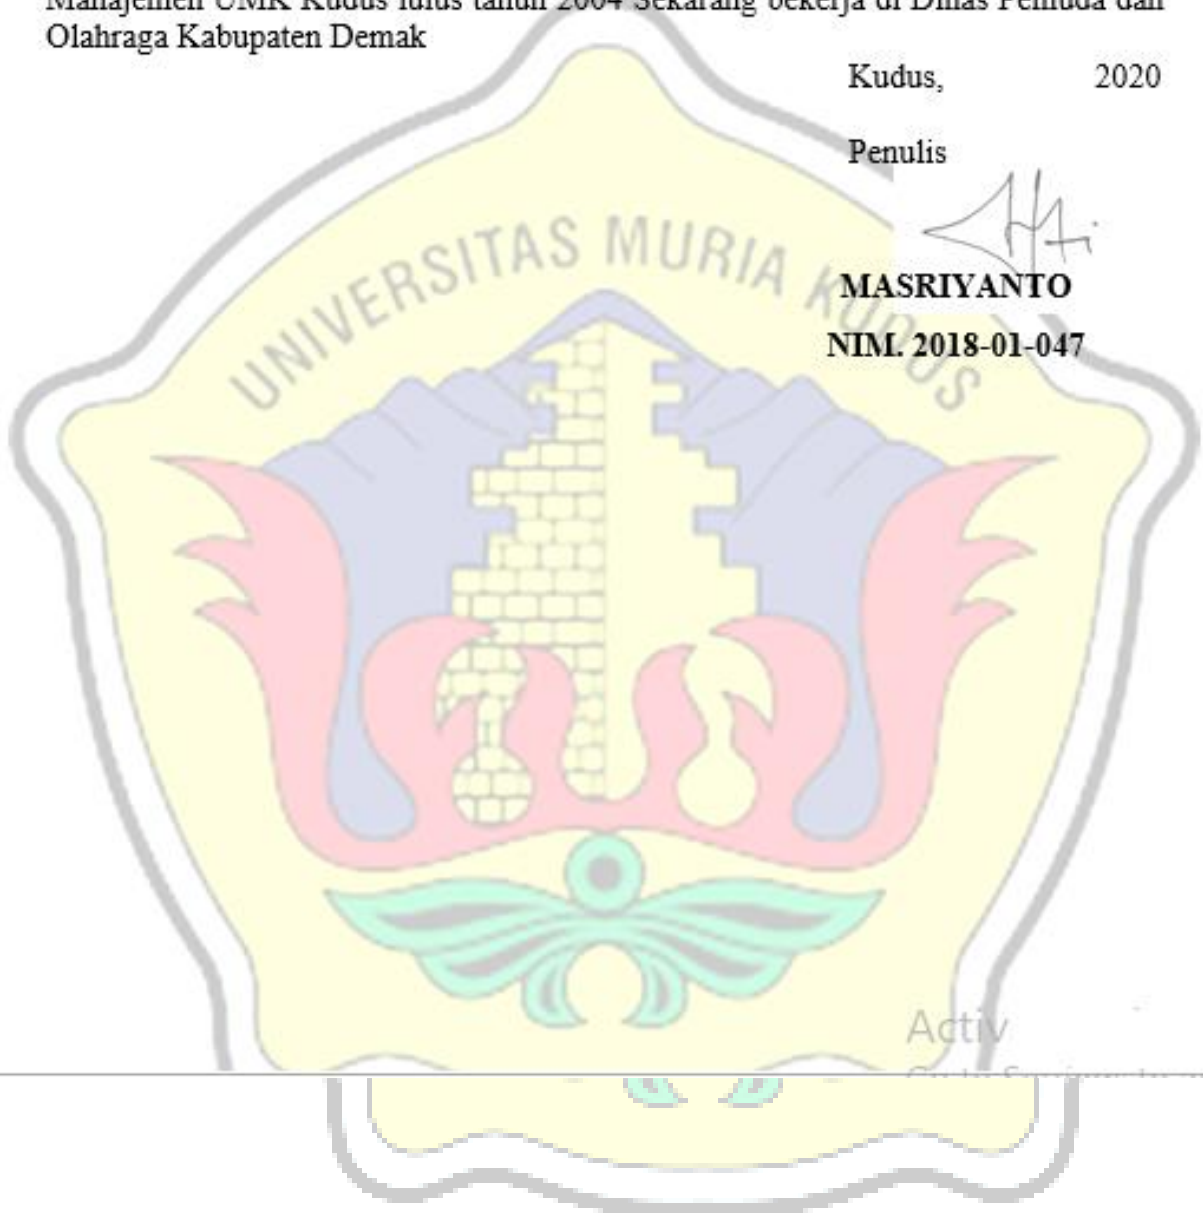 Manajemen UMK Kudus lulus tahun 2004 Sekarang bekerja di Dinas Pemuda dan
Olahraga Kabupaten Demak
Kudus, 2020
Penulis
MASRIYANTO
NIM. 2018-01-047
UNIVERSITAS MURIA KUDUS
Activ